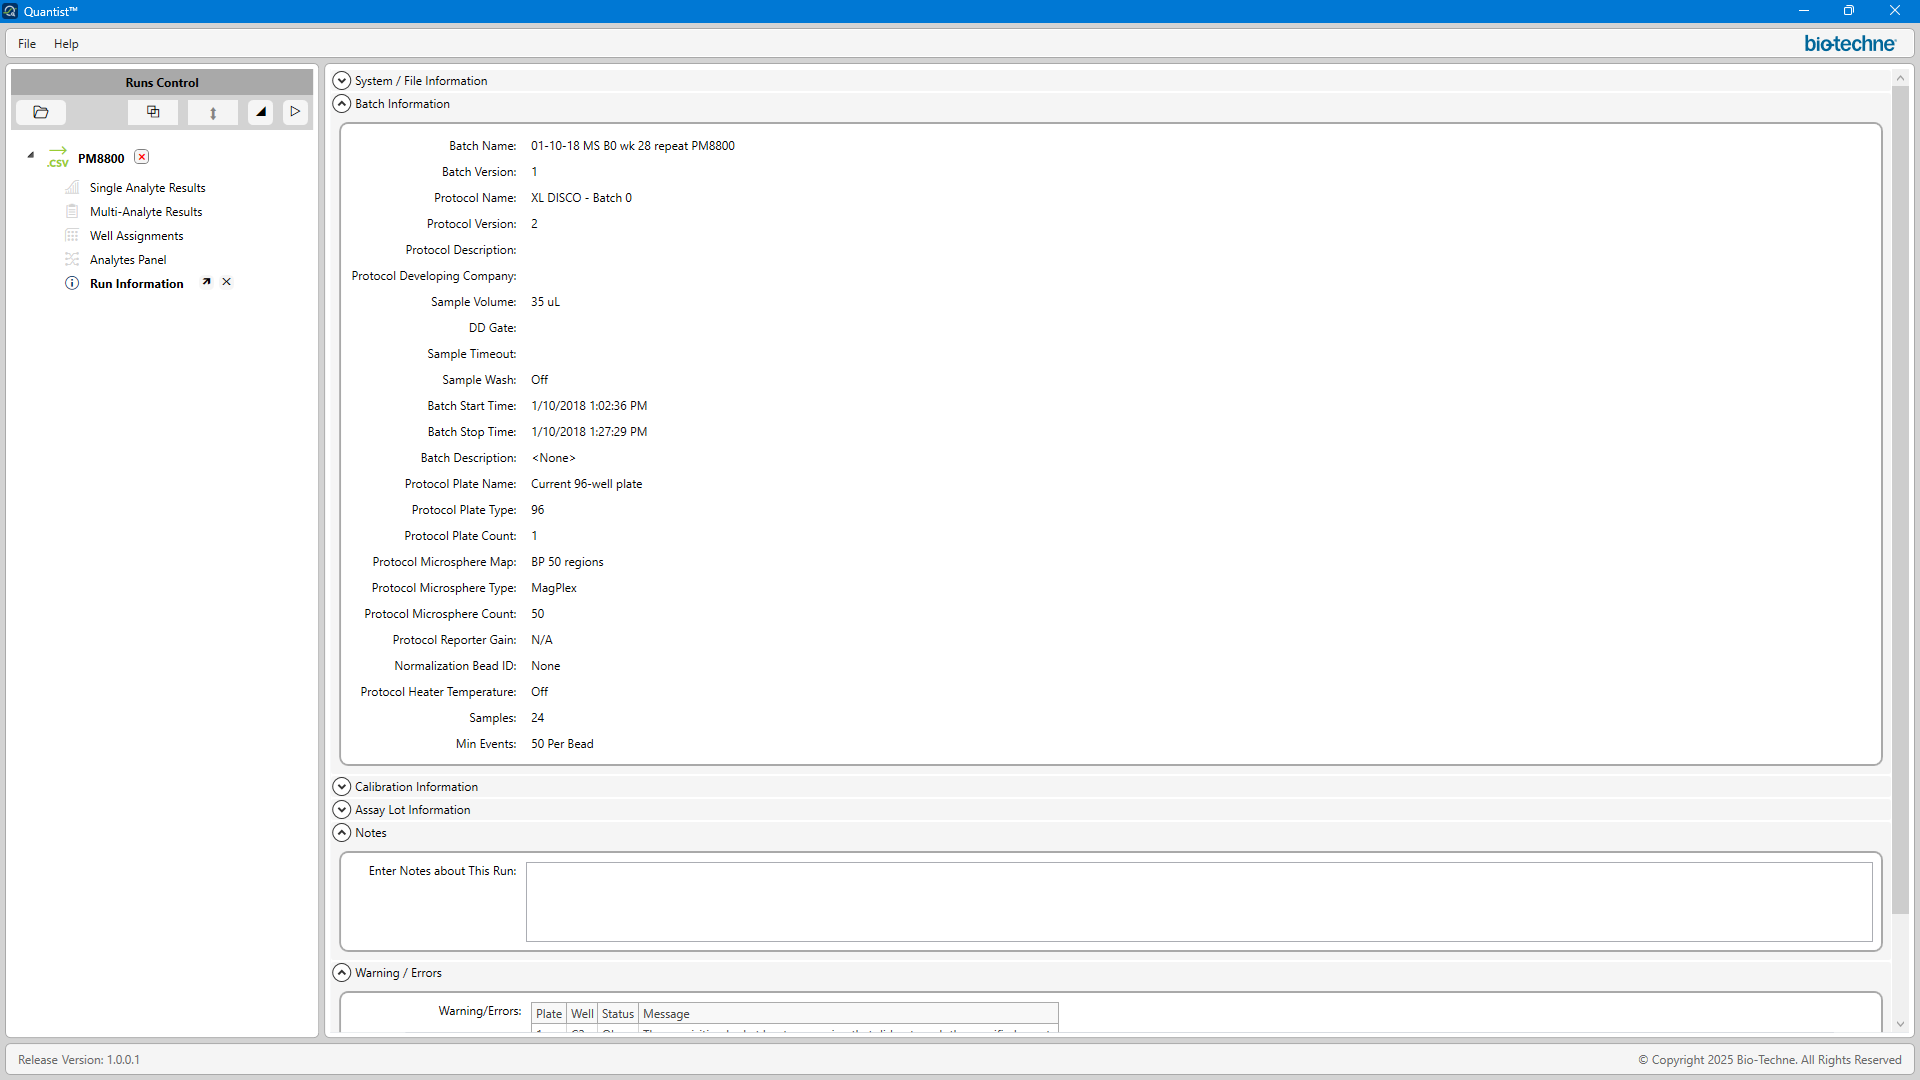 Quantist™
File Help
bio-techne
Runs Control
.CSV PM8800
Single Analyte Results
Multi-Analyte Results
Well Assignments
Analytes Panel
Run Information
System / File Information
Batch Information
Batch Name: 01-10-18 MS B0 wk 28 repeat PM8800
Batch Version: 1
Protocol Name: XL DISCO - Batch 0
Protocol Version: 2
Protocol Description:
Protocol Developing Company:
Sample Volume: 35 uL
DD Gate:
Sample Timeout:
Sample Wash: Off
Batch Start Time: 1/10/2018 1:02:36 PM
Batch Stop Time: 1/10/2018 1:27:29 PM
Batch Description: <None>
Protocol Plate Name: Current 96-well plate
Protocol Plate Type: 96
Protocol Plate Count: 1
Protocol Microsphere Map: BP 50 regions
Protocol Microsphere Type: MagPlex
Protocol Microsphere Count: 50
Protocol Reporter Gain: N/A
Normalization Bead ID: None
Protocol Heater Temperature: Off
Samples: 24
Min Events: 50 Per Bead
Calibration Information
Assay Lot Information
Notes
Enter Notes about This Run:
Warning / Errors
Warning/Errors: Plate Well Status Message
Release Version: 1.0.0.1
© Copyright 2025 Bio-Techne. All Rights Reserved